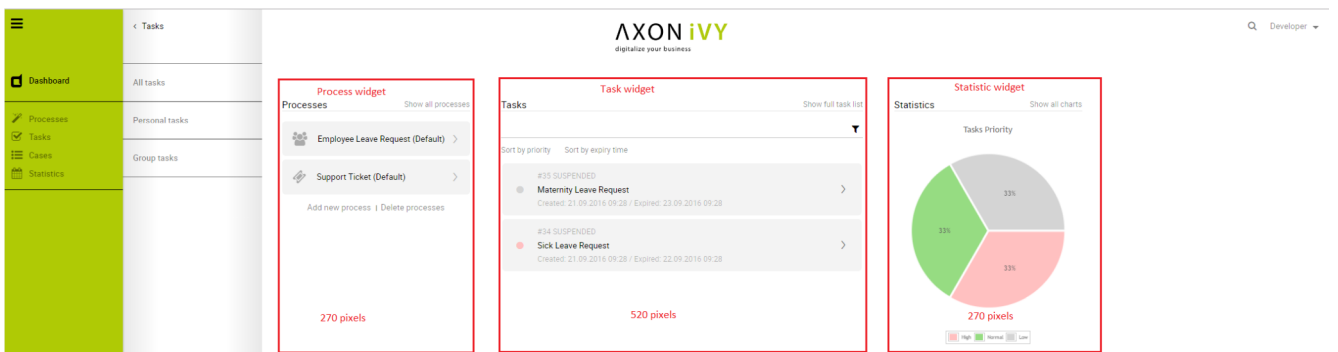 < Tasks
AXON iVY
digitalize your business
Developer
Dashboard
Processes
Tasks
Cases
Statistics
All tasks
Personal tasks
Group tasks
Process widget
Processes Show all processes
Employee Leave Request (Default) >
Support Ticket (Default) >
Add new process | Delete processes
270 pixels
Task widget
Tasks Show full task list
Sort by priority Sort by expiry time
#35 SUSPENDED
Maternity Leave Request
Created: 21.09.2016 09:28 / Expired: 23.09.2016 09:28
#34 SUSPENDED
Sick Leave Request
Created: 21.09.2016 09:28 / Expired: 22.09.2016 09:28
520 pixels
Statistic widget
Statistics Show all charts
Tasks Priority
33%
33%
33%
270 pixels
High Normal Low